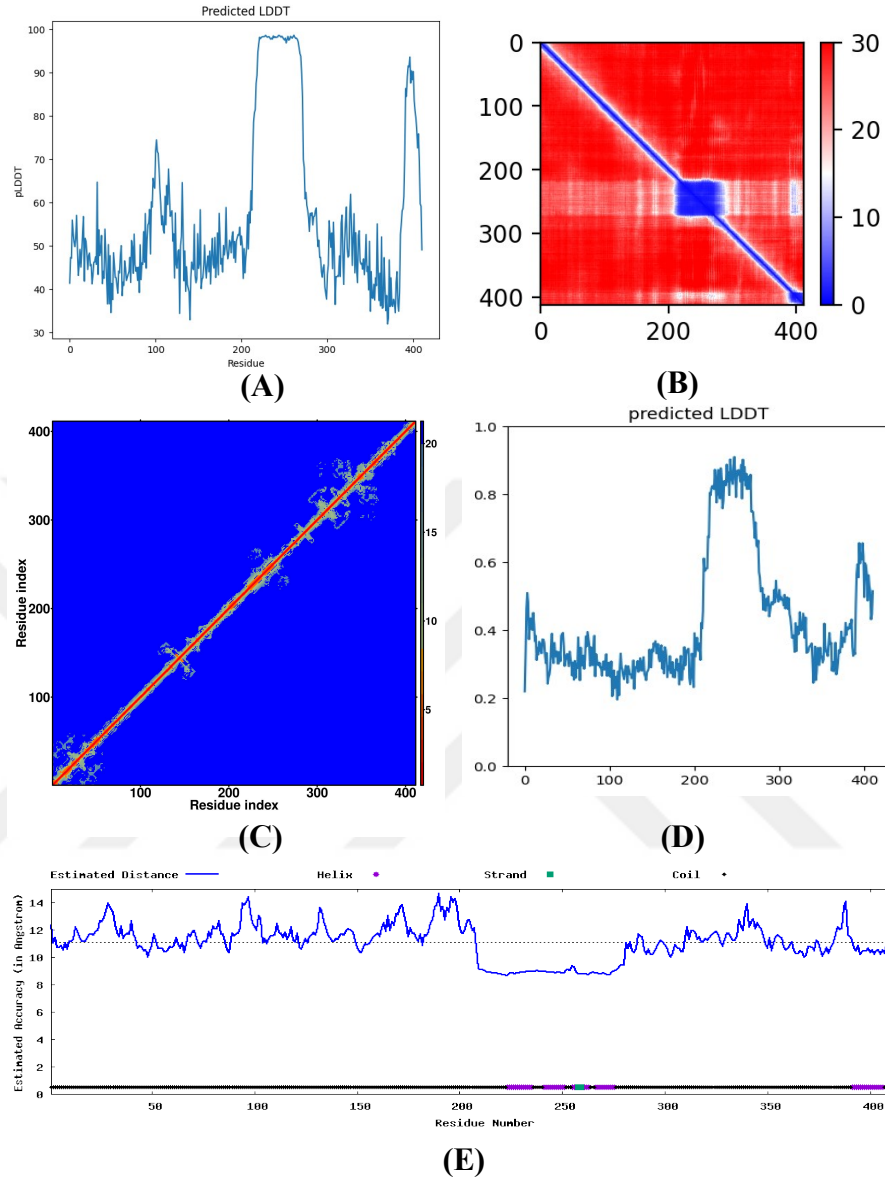 Predicted LDDT
100
90
80
70
60
50
40
30
pLDDT
0 100 200 300 400
Residue
(A)
0
100
200
300
400
0 200 400
30
20
10
0
(B)
400
300
200
100
Residue index
100 200 300 400
Residue index
20
15
10
5
(C)
predicted LDDT
1.0
0.8
0.6
0.4
0.2
0.0
0 100 200 300 400
(D)
Estimated Distance Helix Strand Coil
14
12
10
8
6
4
2
0
Estimated Accuracy (in Angstrom)
50 100 150 200 250 300 350 400
Residue Number
(E)